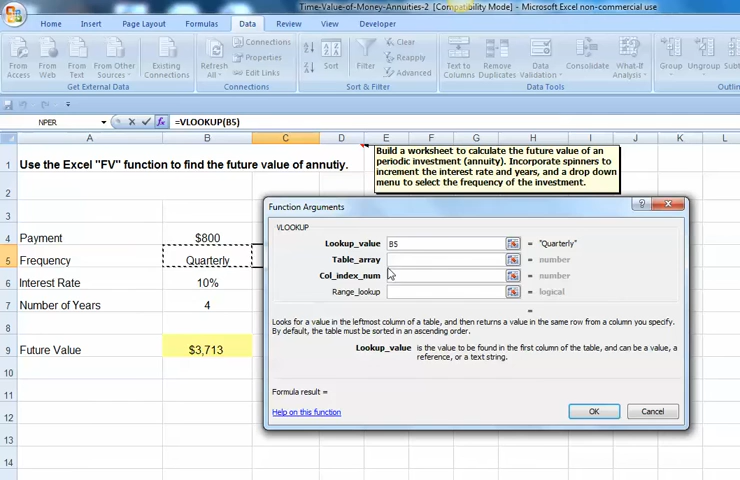 Time-Value-of-Money-Annuities-2 [Compatibility Mode] - Microsoft Excel non-commercial use
Home Insert Page Layout Formulas Data Review View Developer
From Access From Web From Text From Other Sources Existing Connections Refresh All Connections Properties Edit Links Sort Filter Clear Reapply Advanced Text to Columns Remove Duplicates Data Validation Consolidate What-If Analysis Group Ungroup
Get External Data Connections Sort & Filter Data Tools
NPER =VLOOKUP(B5)
A B C D E F G H I J K L
1 Use the Excel "FV" function to find the future value of annutiy.
Build a worksheet to calculate the future value of an
periodic investment (annuity). Incorporate spinners to
increment the interest rate and years, and a drop down
menu to select the frequency of the investment.
2
3
4 Payment $800
5 Frequency Quarterly
6 Interest Rate 10%
7 Number of Years 4
8
9 Future Value $3,713
10
11
12
13
14
Function Arguments
VLOOKUP
Lookup_value B5 = "Quarterly"
Table_array = number
Col_index_num = number
Range_lookup = logical
=
Looks for a value in the leftmost column of a table, and then returns a value in the same row from a column you specify.
By default, the table must be sorted in an ascending order.
Lookup_value is the value to be found in the first column of the table, and can be a value, a
reference, or a text string.
Formula result =
Help on this function OK Cancel